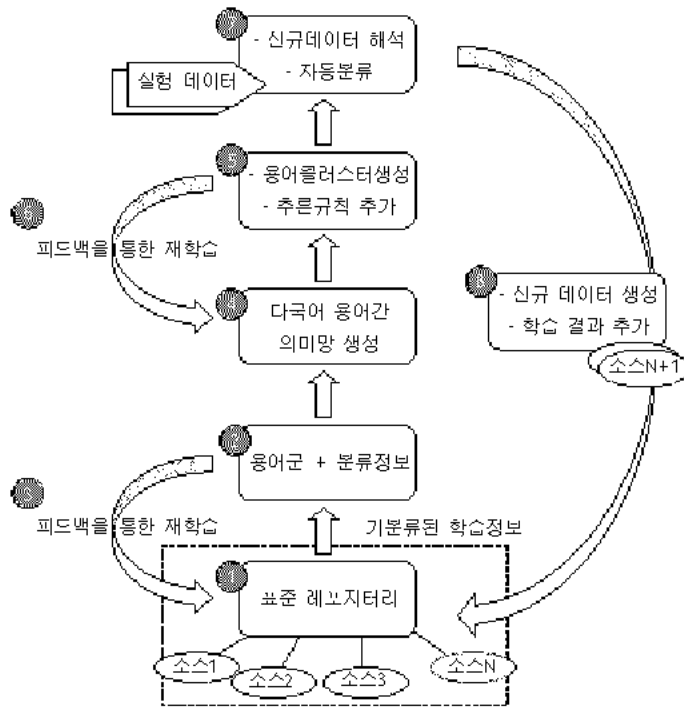 - 신규데이터 해석
- 자동분류
실험 데이터
- 용어클러스터생성
- 추론규칙 추가
피드백을 통한 재학습
다국어 용어간
의미망 생성
- 신규 데이터 생성
- 학습 결과 추가
소스N+1
용어군 + 분류정보
피드백을 통한 재학습
기분류된 학습정보
표준 레포지터리
소스1
소스2
소스3
소스N